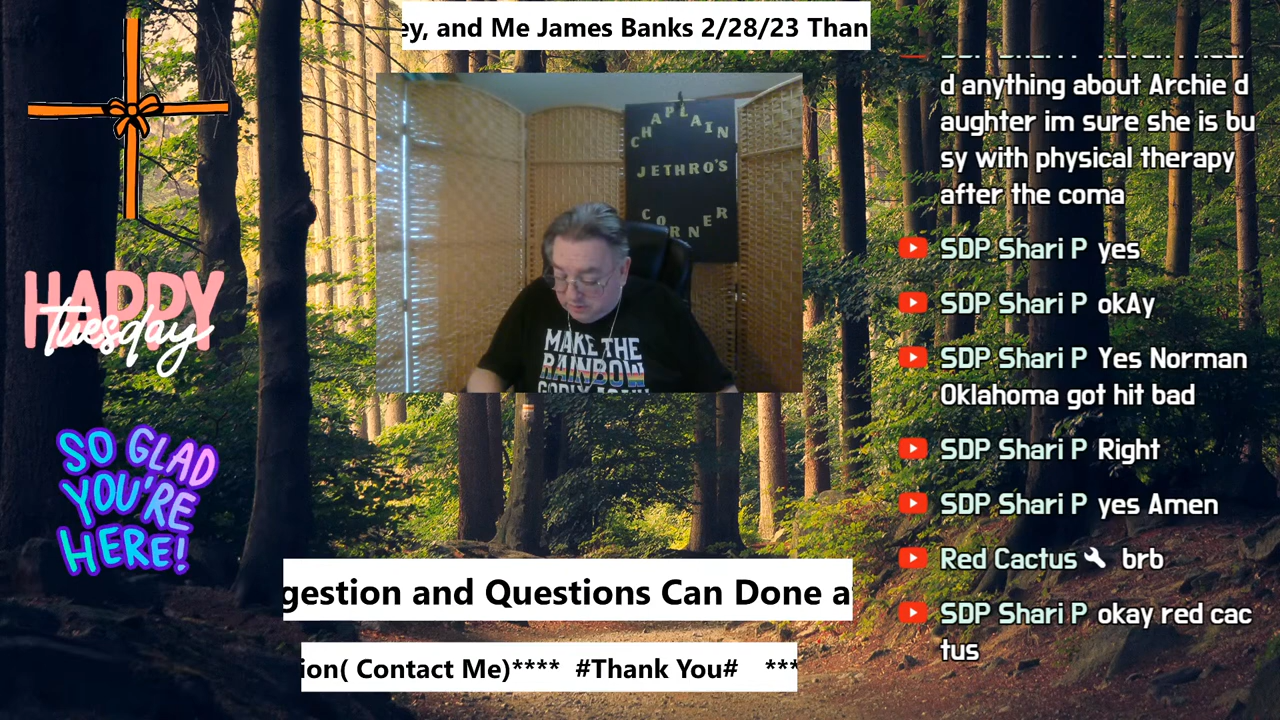 ey, and Me James Banks 2/28/23 Than
CHAPLAIN
JETHRO'S
CORNER
MAKE THE
RAINBOW
HAPPY
tuesday
SO GLAD
YOU'RE
HERE!
gestion and Questions Can Done a
ion( Contact Me)**** #Thank You# ***
d anything about Archie d
aughter im sure she is bu
sy with physical therapy
after the coma
SDP Shari P yes
SDP Shari P okAy
SDP Shari P Yes Norman
Oklahoma got hit bad
SDP Shari P Right
SDP Shari P yes Amen
Red Cactus brb
SDP Shari P okay red cac
tus